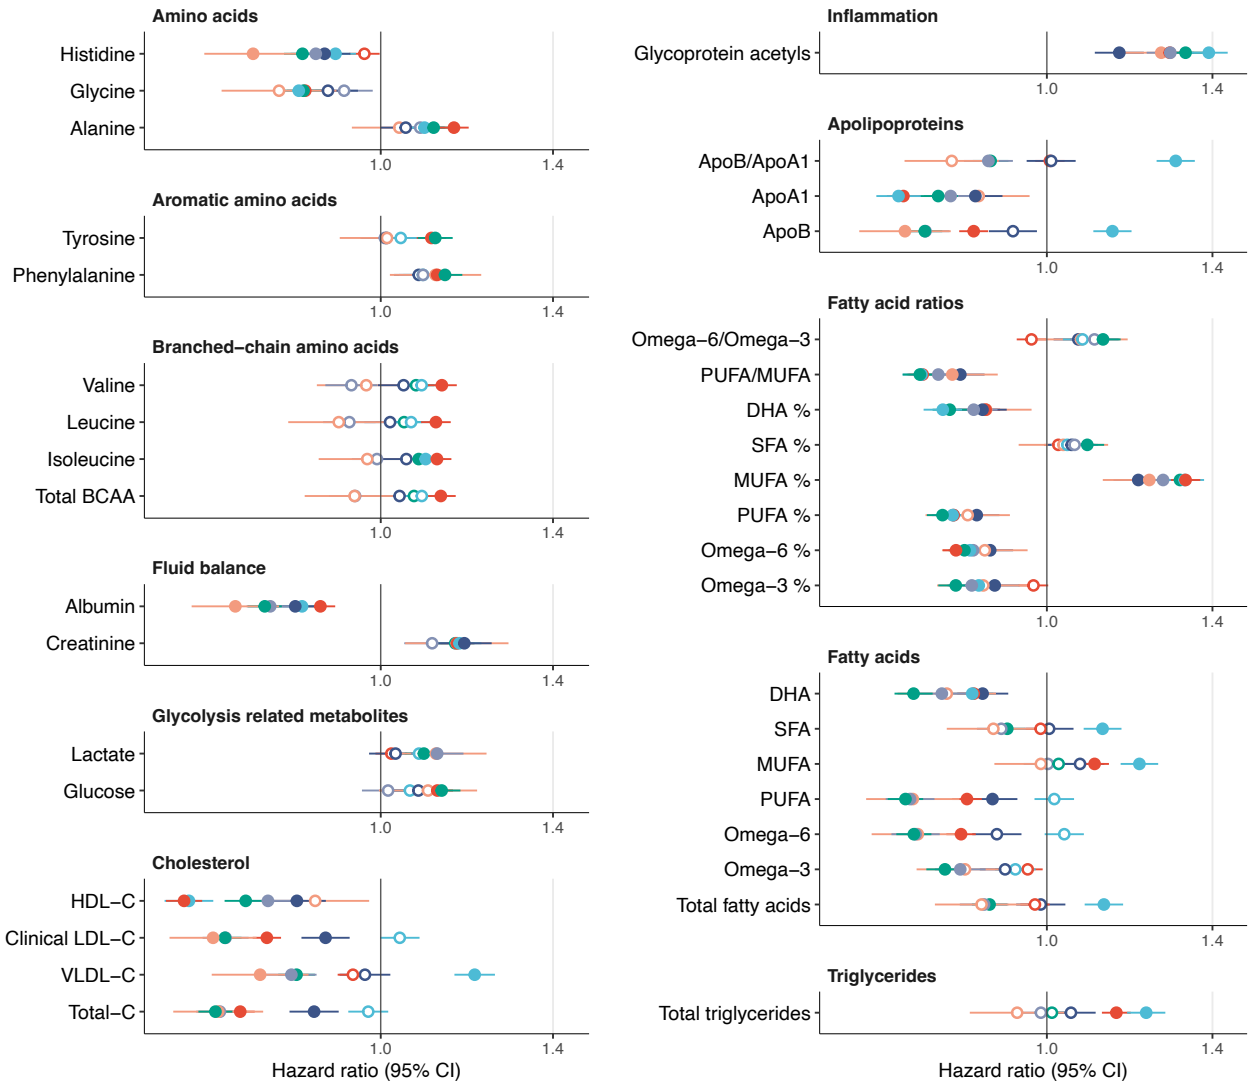 Amino acids
Histidine
Glycine
Alanine
1.0
1.4
Aromatic amino acids
Tyrosine
Phenylalanine
1.0
1.4
Branched−chain amino acids
Valine
Leucine
Isoleucine
Total BCAA
1.0
1.4
Fluid balance
Albumin
Creatinine
1.0
1.4
Glycolysis related metabolites
Lactate
Glucose
1.0
1.4
Cholesterol
HDL−C
Clinical LDL−C
VLDL−C
Total−C
1.0
1.4
Hazard ratio (95% CI)
Inflammation
Glycoprotein acetyls
1.0
1.4
Apolipoproteins
ApoB/ApoA1
ApoA1
ApoB
1.0
1.4
Fatty acid ratios
Omega−6/Omega−3
PUFA/MUFA
DHA %
SFA %
MUFA %
PUFA %
Omega−6 %
Omega−3 %
1.0
1.4
Fatty acids
DHA
SFA
MUFA
PUFA
Omega−6
Omega−3
Total fatty acids
1.0
1.4
Triglycerides
Total triglycerides
1.0
1.4
Hazard ratio (95% CI)